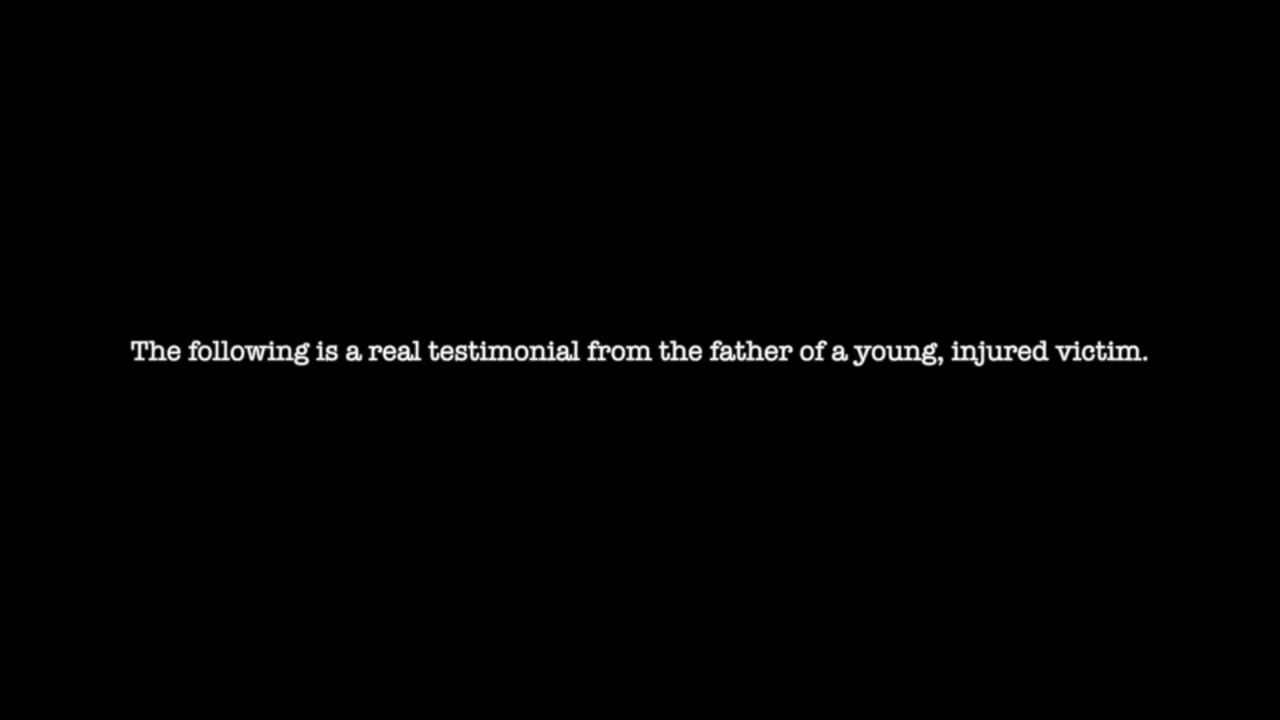 The following is a real testimonial from the father of a young, injured victim.